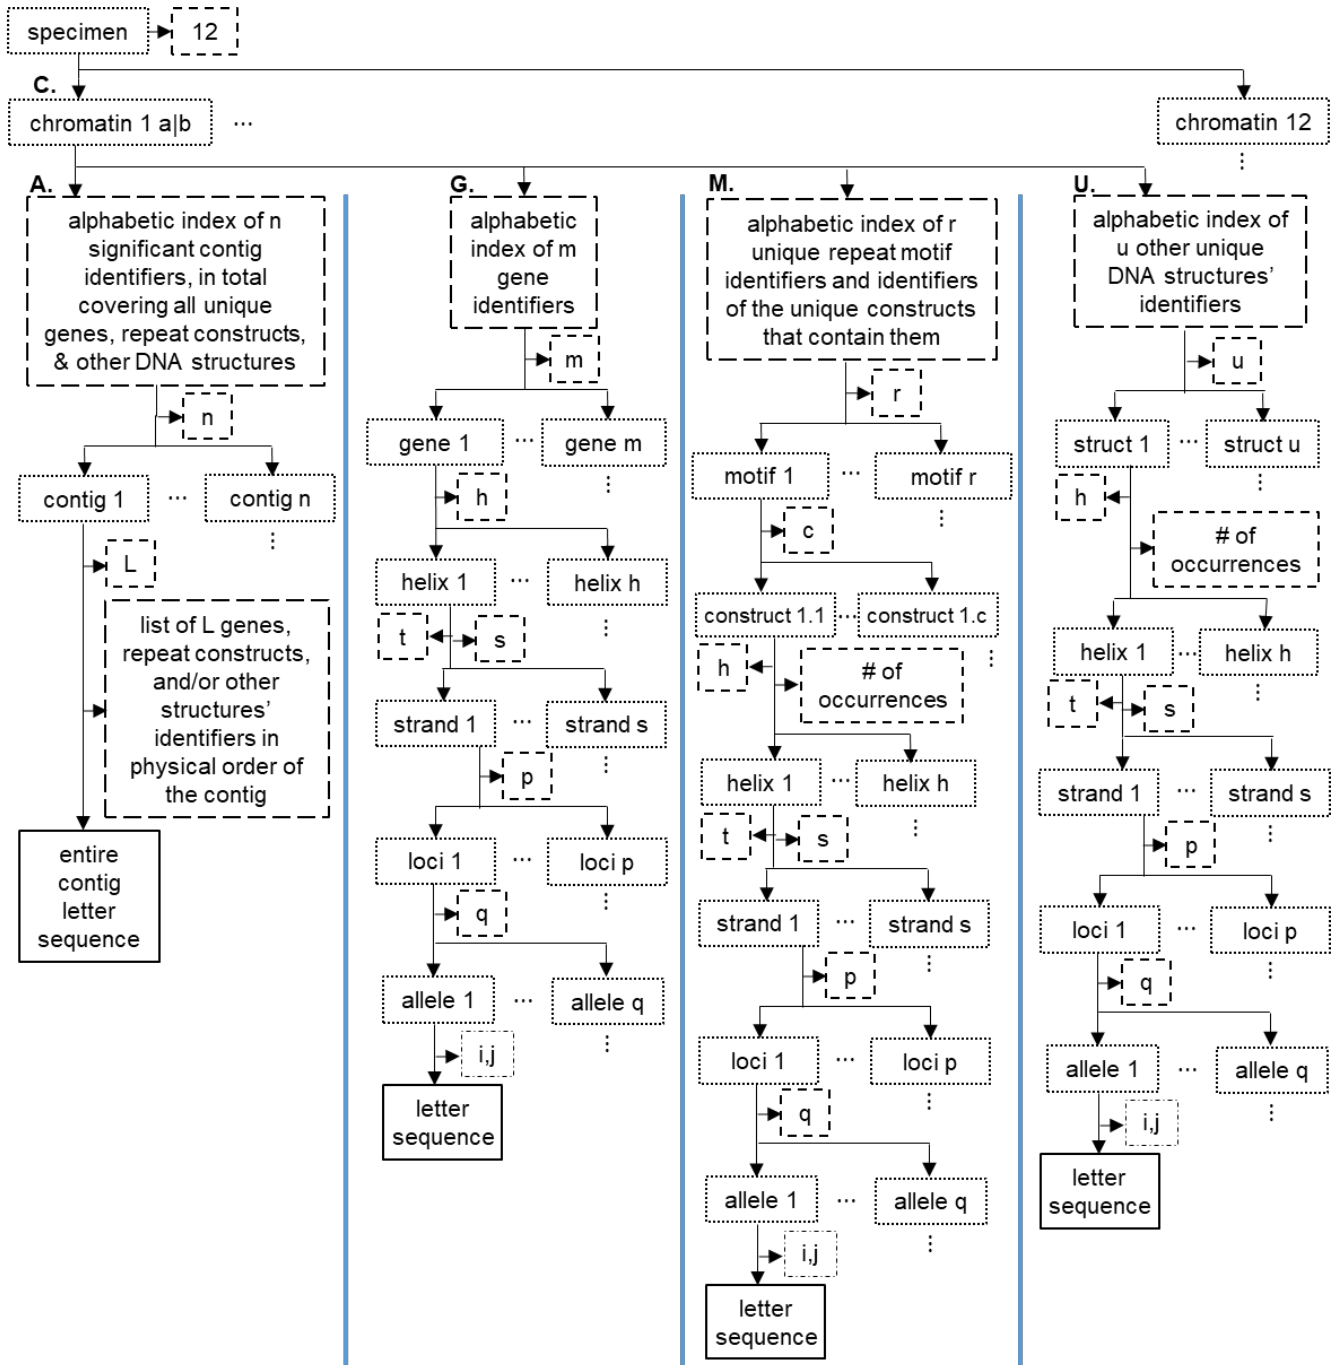 specimen
12
C.
chromatin 1 a|b
...
chromatin 12
⋮
A.
alphabetic index of n
significant contig
identifiers, in total
covering all unique
genes, repeat constructs,
& other DNA structures
n
contig 1
...
contig n
⋮
L
list of L genes,
repeat constructs,
and/or other
structures'
identifiers in
physical order of
the contig
entire
contig
letter
sequence
G.
alphabetic
index of m
gene
identifiers
m
gene 1
...
gene m
⋮
h
helix 1
...
helix h
⋮
t
s
strand 1
...
strand s
⋮
p
loci 1
...
loci p
⋮
q
allele 1
...
allele q
⋮
i,j
letter
sequence
M.
alphabetic index of r
unique repeat motif
identifiers and identifiers
of the unique constructs
that contain them
r
motif 1
...
motif r
⋮
c
construct 1.1
...
construct 1.c
⋮
h
# of
occurrences
helix 1
...
helix h
⋮
t
s
strand 1
...
strand s
⋮
p
loci 1
...
loci p
⋮
q
allele 1
...
allele q
⋮
i,j
letter
sequence
U.
alphabetic index of
u other unique
DNA structures'
identifiers
u
struct 1
...
struct u
⋮
h
# of
occurrences
helix 1
...
helix h
⋮
t
s
strand 1
...
strand s
⋮
p
loci 1
...
loci p
⋮
q
allele 1
...
allele q
⋮
i,j
letter
sequence